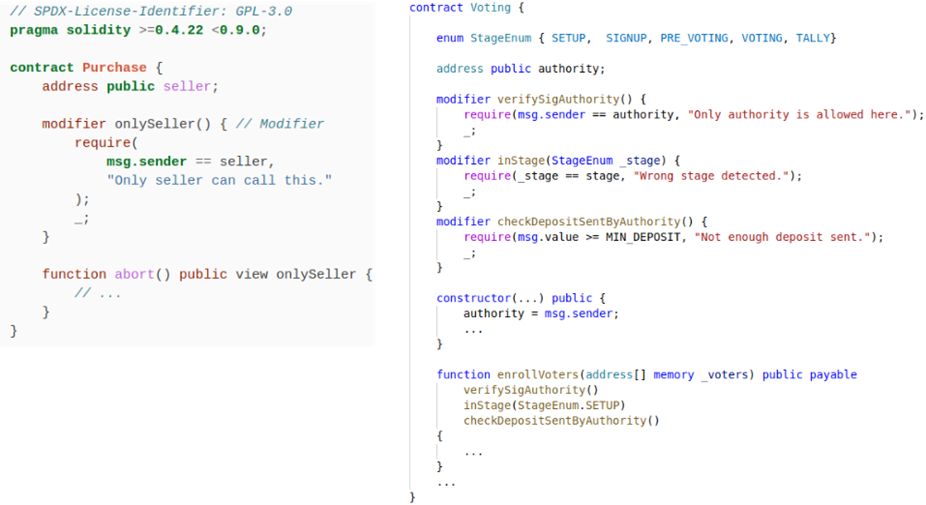 // SPDX-License-Identifier: GPL-3.0
pragma solidity >=0.4.22 <0.9.0;
contract Purchase {
address public seller;
modifier onlySeller() { // Modifier
require(
msg.sender == seller,
"Only seller can call this."
);
_;
}
function abort() public view onlySeller {
// ...
}
}
contract Voting {
enum StageEnum { SETUP, SIGNUP, PRE_VOTING, VOTING, TALLY}
address public authority;
modifier verifySigAuthority() {
require(msg.sender == authority, "Only authority is allowed here.");
_;
}
modifier inStage(StageEnum _stage) {
require(_stage == stage, "Wrong stage detected.");
_;
}
modifier checkDepositSentByAuthority() {
require(msg.value >= MIN_DEPOSIT, "Not enough deposit sent.");
_;
}
constructor(...) public {
authority = msg.sender;
...
}
function enrollVoters(address[] memory _voters) public payable
verifySigAuthority()
inStage(StageEnum.SETUP)
checkDepositSentByAuthority()
{
...
}
...
}